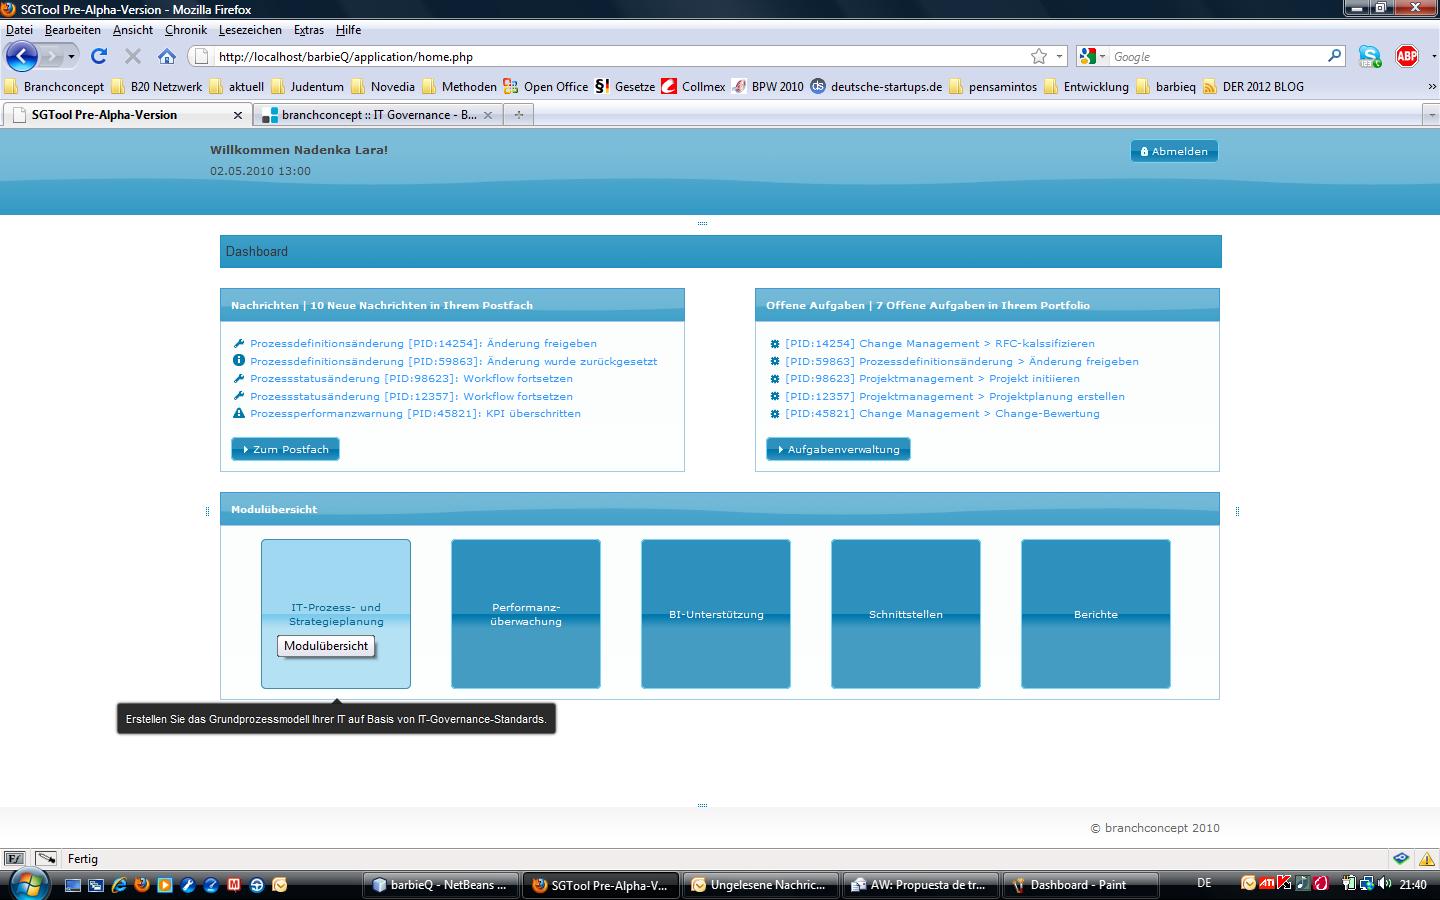 SGTool Pre-Alpha-Version - Mozilla Firefox
Datei Bearbeiten Ansicht Chronik Lesezeichen Extras Hilfe
http://localhost/barbieQ/application/home.php
Google
ABP
Branchconcept B20 Netzwerk aktuell Judentum Novedia Methoden Open Office Gesetze Collmex BPW 2010 deutsche-startups.de pensamintos Entwicklung barbieq DER 2012 BLOG
SGTool Pre-Alpha-Version branchconcept :: IT Governance - B...
Willkommen Nadenka Lara!
Abmelden
02.05.2010 13:00
Dashboard
Nachrichten | 10 Neue Nachrichten in Ihrem Postfach
Prozessdefinitionsänderung [PID:14254]: Änderung freigeben
Prozessdefinitionsänderung [PID:59863]: Änderung wurde zurückgesetzt
Prozessstatusänderung [PID:98623]: Workflow fortsetzen
Prozessstatusänderung [PID:12357]: Workflow fortsetzen
Prozessperformanzwarnung [PID:45821]: KPI überschritten
Zum Postfach
Offene Aufgaben | 7 Offene Aufgaben in Ihrem Portfolio
[PID:14254] Change Management > RFC-kalssifizieren
[PID:59863] Prozessdefinitionsänderung > Änderung freigeben
[PID:98623] Projektmanagement > Projekt initiieren
[PID:12357] Projektmanagement > Projektplanung erstellen
[PID:45821] Change Management > Change-Bewertung
Aufgabenverwaltung
Modulübersicht
IT-Prozess- und
Strategieplanung
Modulübersicht
Performanz-
überwachung
BI-Unterstützung
Schnittstellen
Berichte
Erstellen Sie das Grundprozessmodell Ihrer IT auf Basis von IT-Governance-Standards.
© branchconcept 2010
Fertig
barbieQ - NetBeans ... SGTool Pre-Alpha-V... Ungelesene Nachric... AW: Propuesta de tr... Dashboard - Paint DE 21:40